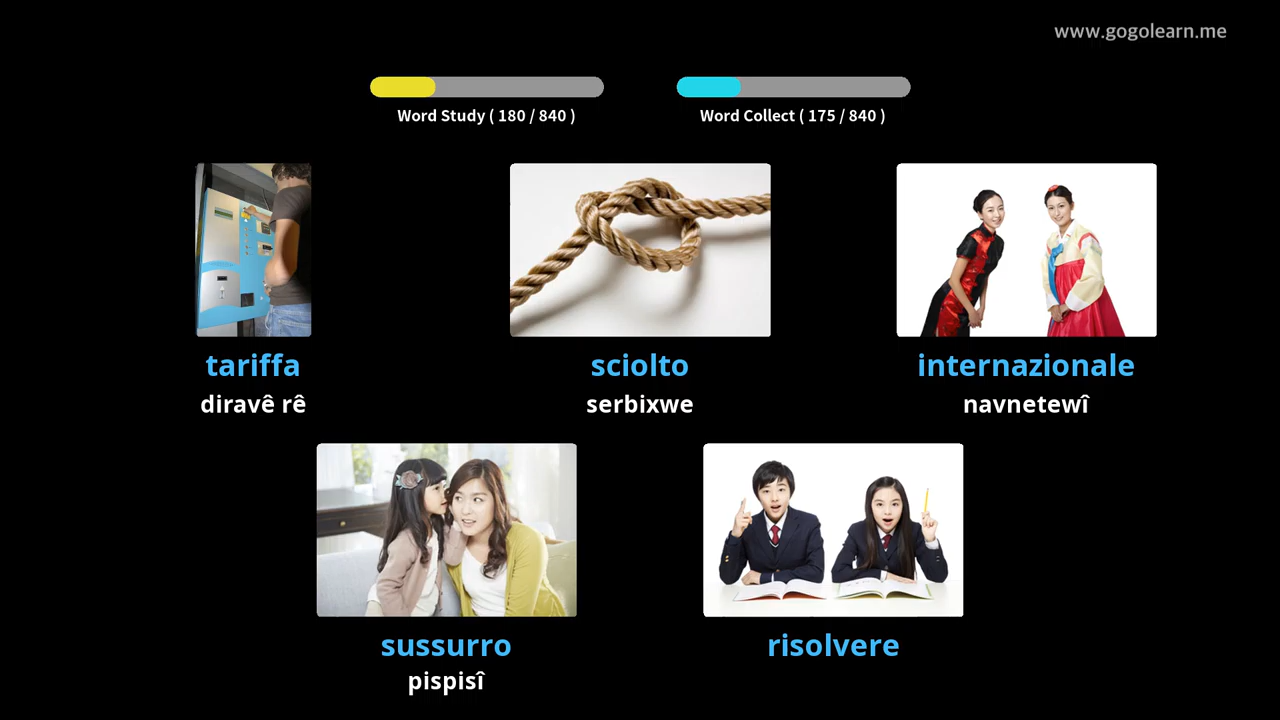 www.gogolearn.me
Word Study ( 180 / 840 )
Word Collect ( 175 / 840 )
tariffa
diravê rê
sciolto
serbixwe
internazionale
navnetewî
sussurro
pispisî
risolvere